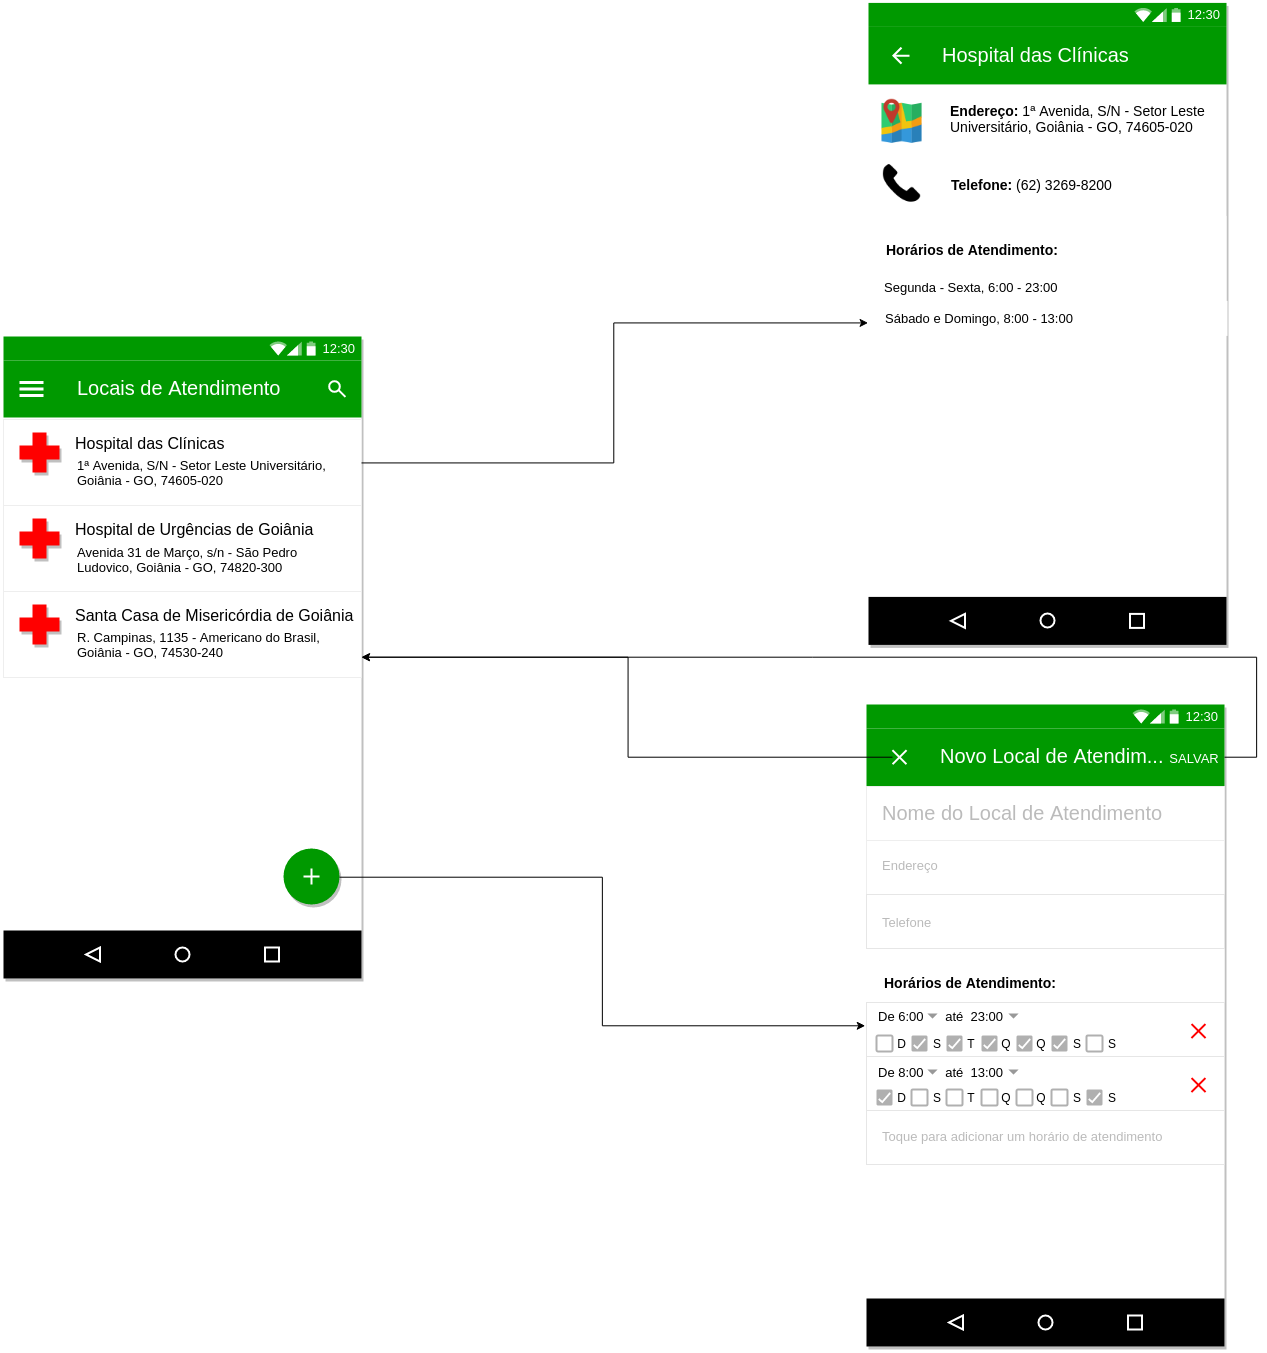 12:30
Hospital das Clínicas
Endereço: 1ª Avenida, S/N - Setor Leste
Universitário, Goiânia - GO, 74605-020
Telefone: (62) 3269-8200
Horários de Atendimento:
Segunda - Sexta, 6:00 - 23:00
Sábado e Domingo, 8:00 - 13:00
12:30
Locais de Atendimento
Hospital das Clínicas
1ª Avenida, S/N - Setor Leste Universitário,
Goiânia - GO, 74605-020
Hospital de Urgências de Goiânia
Avenida 31 de Março, s/n - São Pedro
Ludovico, Goiânia - GO, 74820-300
Santa Casa de Misericórdia de Goiânia
R. Campinas, 1135 - Americano do Brasil,
Goiânia - GO, 74530-240
12:30
Novo Local de Atendim... SALVAR
Nome do Local de Atendimento
Endereço
Telefone
Horários de Atendimento:
De 6:00 até 23:00
D S T Q Q S S
De 8:00 até 13:00
D S T Q Q S S
Toque para adicionar um horário de atendimento